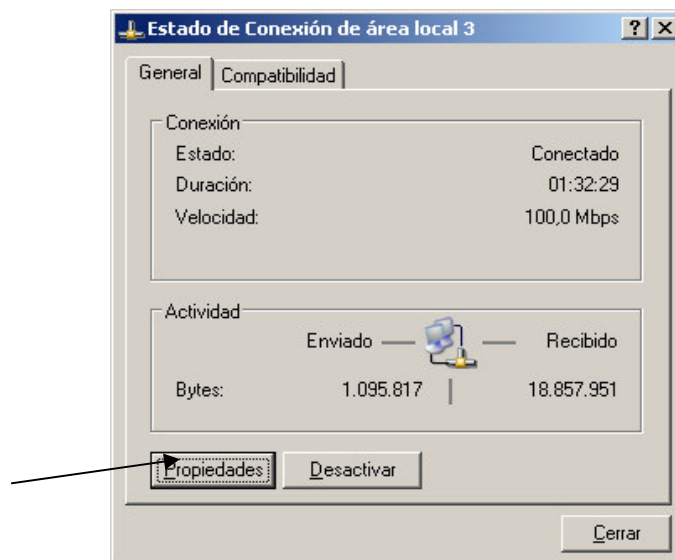 Estado de Conexión de área local 3
General Compatibilidad
Conexión
Estado: Conectado
Duración: 01:32:29
Velocidad: 100,0 Mbps
Actividad
Enviado Recibido
Bytes: 1.095.817 18.857.951
Propiedades Desactivar
Cerrar